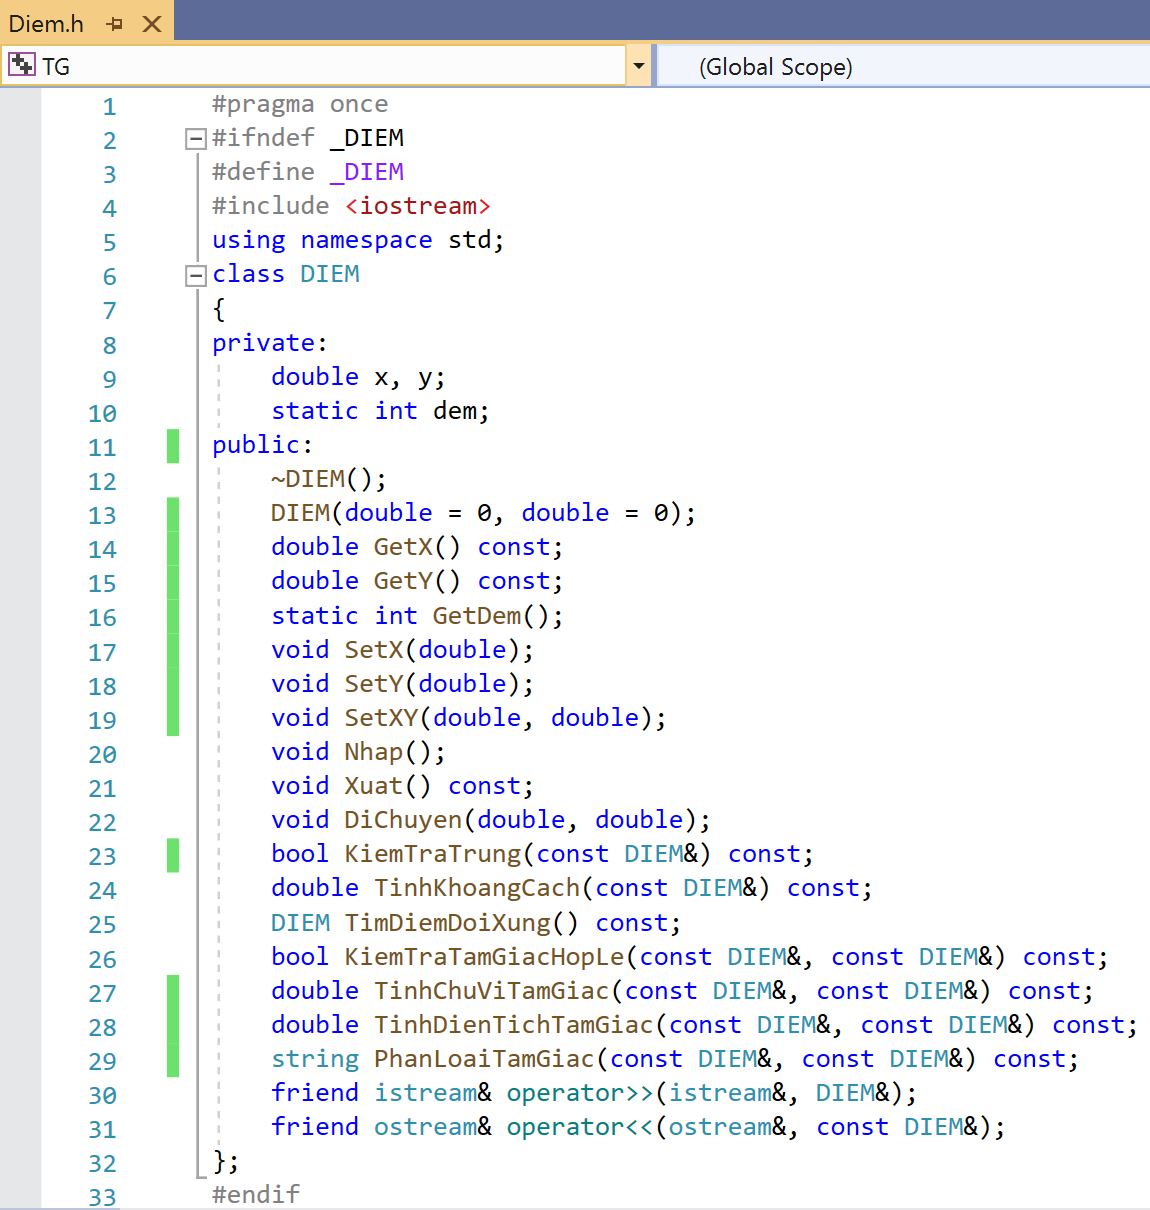 Diem.h
TG (Global Scope)
1 #pragma once
2 #ifndef _DIEM
3 #define _DIEM
4 #include <iostream>
5 using namespace std;
6 class DIEM
7 {
8 private:
9 double x, y;
10 static int dem;
11 public:
12 ~DIEM();
13 DIEM(double = 0, double = 0);
14 double GetX() const;
15 double GetY() const;
16 static int GetDem();
17 void SetX(double);
18 void SetY(double);
19 void SetXY(double, double);
20 void Nhap();
21 void Xuat() const;
22 void DiChuyen(double, double);
23 bool KiemTraTrung(const DIEM&) const;
24 double TinhKhoangCach(const DIEM&) const;
25 DIEM TimDiemDoiXung() const;
26 bool KiemTraTamGiacHopLe(const DIEM&, const DIEM&) const;
27 double TinhChuViTamGiac(const DIEM&, const DIEM&) const;
28 double TinhDienTichTamGiac(const DIEM&, const DIEM&) const;
29 string PhanLoaiTamGiac(const DIEM&, const DIEM&) const;
30 friend istream& operator>>(istream&, DIEM&);
31 friend ostream& operator<<(ostream&, const DIEM&);
32 };
33 #endif